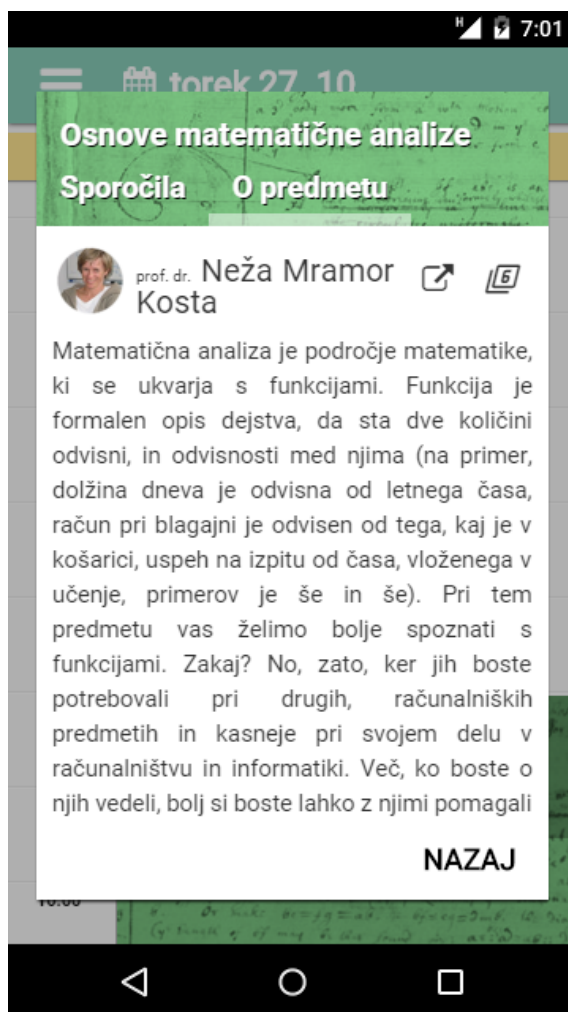 H 7:01
torek 27. 10.
Osnove matematične analize
Sporočila O predmetu
prof. dr. Neža Mramor
Kosta
6
Matematična analiza je področje matematike,
ki se ukvarja s funkcijami. Funkcija je
formalen opis dejstva, da sta dve količini
odvisni, in odvisnosti med njima (na primer,
dolžina dneva je odvisna od letnega časa,
račun pri blagajni je odvisen od tega, kaj je v
košarici, uspeh na izpitu od časa, vloženega v
učenje, primerov je še in še). Pri tem
predmetu vas želimo bolje spoznati s
funkcijami. Zakaj? No, zato, ker jih boste
potrebovali pri drugih, računalniških
predmetih in kasneje pri svojem delu v
računalništvu in informatiki. Več, ko boste o
njih vedeli, bolj si boste lahko z njimi pomagali
NAZAJ